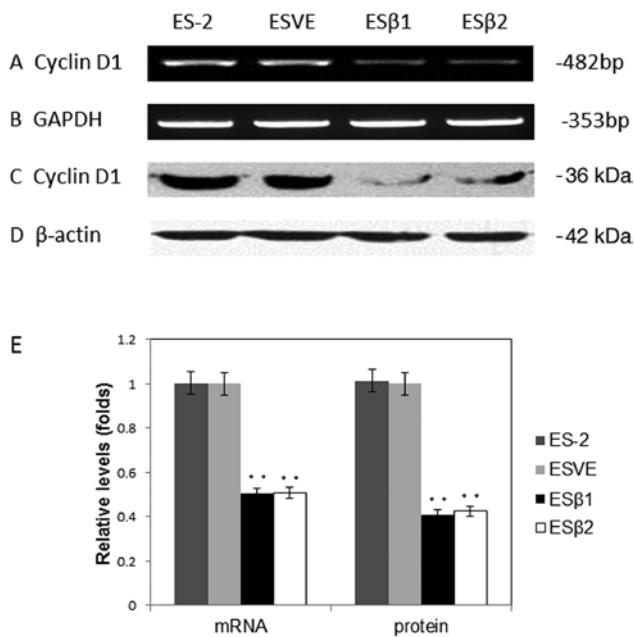 ES-2 ESVE ESβ1 ESβ2
A Cyclin D1 -482bp
B GAPDH -353bp
C Cyclin D1 -36 kDa
D β-actin -42 kDa
E
Relative levels (folds)
1.2
1
0.8
0.6
0.4
0.2
0
** ** ** **
mRNA protein
ES-2
ESVE
ESβ1
ESβ2